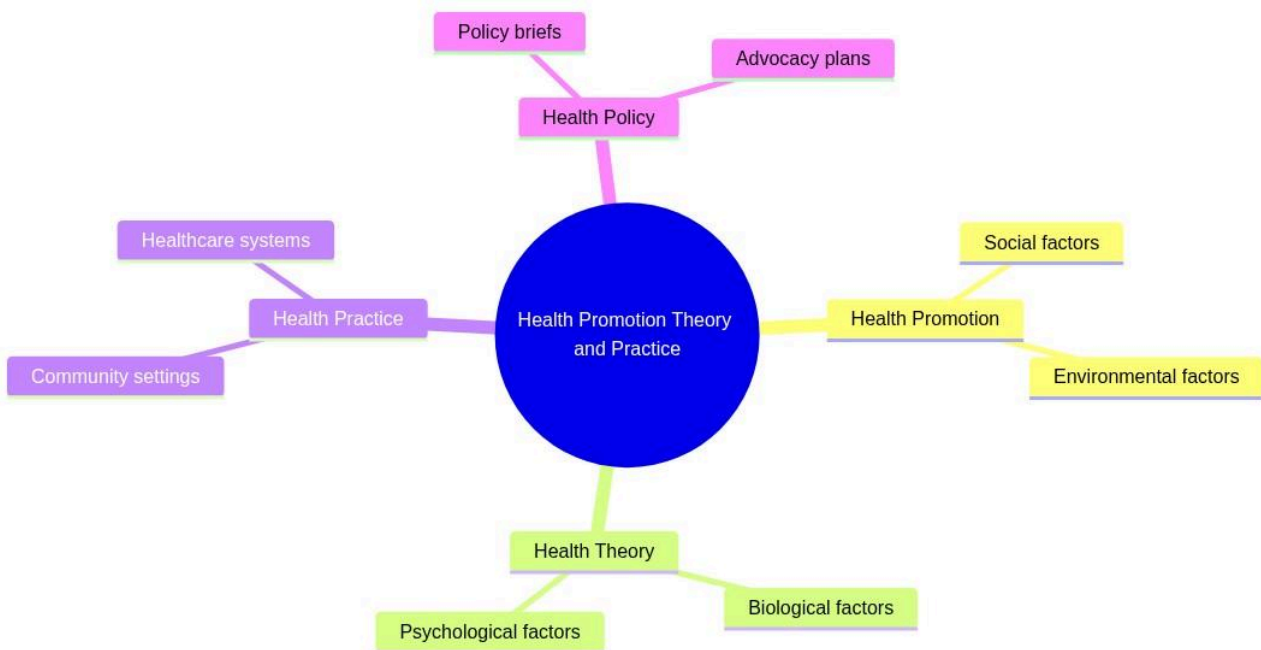 Policy briefs
Advocacy plans
Health Policy
Healthcare systems
Social factors
Health Practice
Health Promotion Theory
and Practice
Health Promotion
Community settings
Environmental factors
Health Theory
Biological factors
Psychological factors